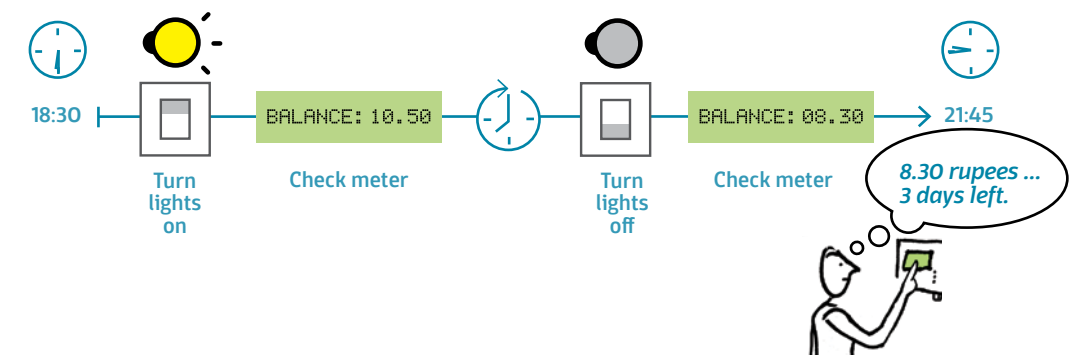 18:30
BALANCE: 10.50
BALANCE: 08.30
21:45
Turn
lights
on
Check meter
Turn
lights
off
Check meter
8.30 rupees ...
3 days left.